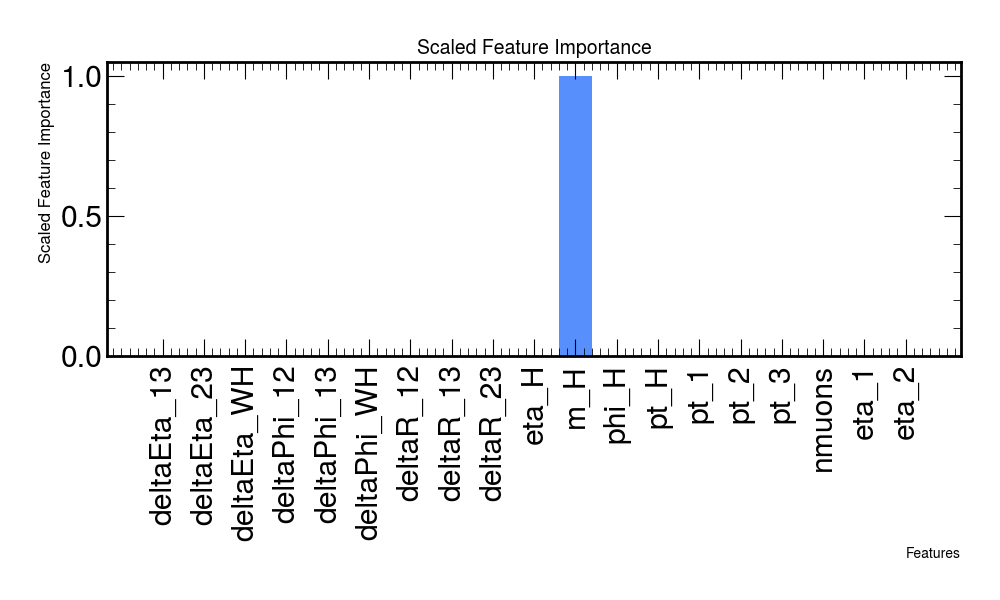 Scaled Feature Importance
Scaled Feature Importance
1.0
0.5
0.0
deltaEta_13
deltaEta_23
deltaEta_WH
deltaPhi_12
deltaPhi_13
deltaPhi_WH
deltaR_12
deltaR_13
deltaR_23
eta_H
m_H
phi_H
pt_H
pt_1
pt_2
pt_3
nmuons
eta_1
eta_2
Features